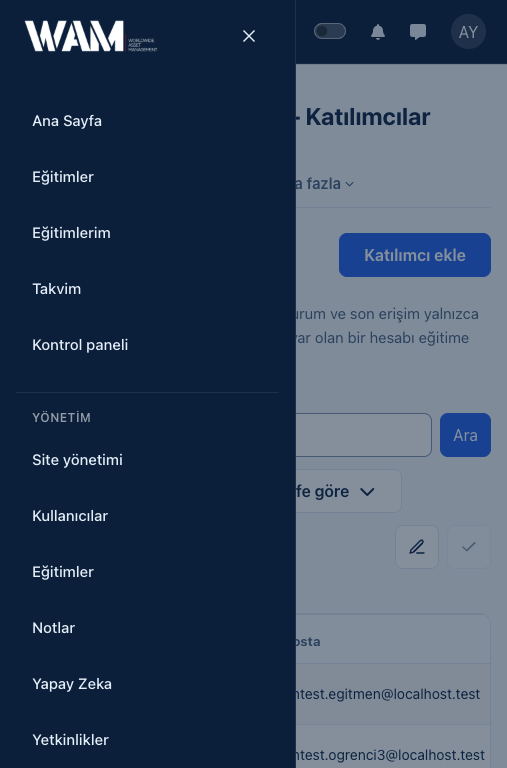 WAM
WORLDWIDE
ASSET
MANAGEMENT
AY
Ana Sayfa
- Katılımcılar
Eğitimler
a fazla
Eğitimlerim
Katılımcı ekle
Takvim
urum ve son erişim yalnızca
var olan bir hesabı eğitime
Kontrol paneli
YÖNETİM
Ara
Site yönetimi
fe göre
Kullanıcılar
Eğitimler
Notlar
osta
Yapay Zeka
ntest.egitmen@localhost.test
Yetkinlikler
ntest.ogrenci3@localhost.test